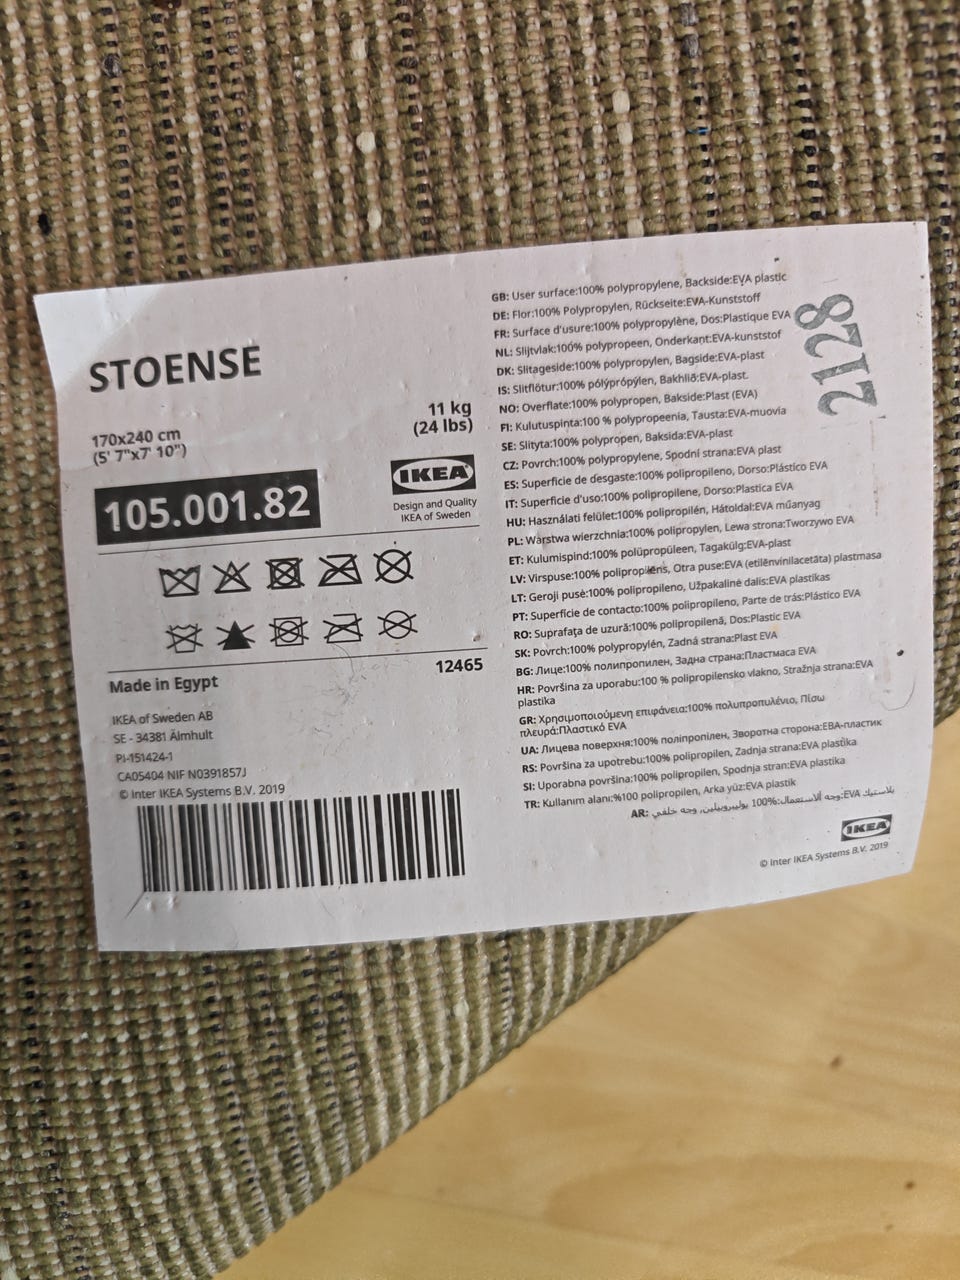 STOENSE
170x240 cm
(5' 7"x7' 10")
11 kg
(24 lbs)
105.001.82
IKEA
Design and Quality
IKEA of Sweden
12465
Made in Egypt
IKEA of Sweden AB
SE - 34381 Älmhult
PI-151424-1
CA05404 NIF N0391857J
© Inter IKEA Systems B.V. 2019
GB: User surface:100% polypropylene, Backside:EVA plastic
DE: Flor:100% Polypropylen, Rückseite:EVA-Kunststoff
FR: Surface d'usure:100% polypropylène, Dos:Plastique EVA
NL: Slijtvlak:100% polypropeen, Onderkant:EVA-kunststof
DK: Slitageside:100% polypropylen, Bagside:EVA-plast
IS: Slitflötur:100% pólýprópýlen, Bakhlið:EVA-plast.
NO: Overflate:100% polypropen, Bakside:Plast (EVA)
FI: Kulutuspinta:100 % polypropeenia, Tausta:EVA-muovia
SE: Slityta:100% polypropen, Baksida:EVA-plast
CZ: Povrch:100% polypropylene, Spodní strana:EVA plast
ES: Superficie de desgaste:100% polipropileno, Dorso:Plástico EVA
IT: Superficie d'uso:100% polipropilene, Dorso:Plastica EVA
HU: Használati felület:100% polipropilén, Hátoldal:EVA műanyag
PL: Warstwa wierzchnia:100% polipropylen, Lewa strona:Tworzywo EVA
ET: Kulumispind:100% polüpropüleen, Tagakülg:EVA-plast
LV: Virspuse:100% polipropilēns, Otra puse:EVA (etilēnvinilacetāta) plastmasa
LT: Geroji pusė:100% polipropileno, Užpakalinė dalis:EVA plastikas
PT: Superfície de contacto:100% polipropileno, Parte de trás:Plástico EVA
RO: Suprafața de uzură:100% polipropilenă, Dos:Plastic EVA
SK: Povrch:100% polypropylén, Zadná strana:Plast EVA
BG: Лице:100% полипропилен, Задна страна:Пластмаса EVA
HR: Površina za uporabu:100 % polipropilensko vlakno, Stražnja strana:EVA
plastika
GR: Χρησιμοποιούμενη επιφάνεια:100% πολυπροπυλένιο, Πίσω
πλευρά:Πλαστικό EVA
UA: Лицева поверхня:100% поліпропілен, Зворотна сторона:ЕВА-пластик
RS: Površina za upotrebu:100% polipropilen, Zadnja strana:EVA plastika
SI: Uporabna površina:100% polipropilen, Spodnja stran:EVA plastika
TR: Kullanım alanı:%100 polipropilen, Arka yüz:EVA plastik
AR: وجه الاستعمال:100% بوليبروبيلين، وجه خلفي:EVA بلاستيك
IKEA
© Inter IKEA Systems B.V. 2019
2128